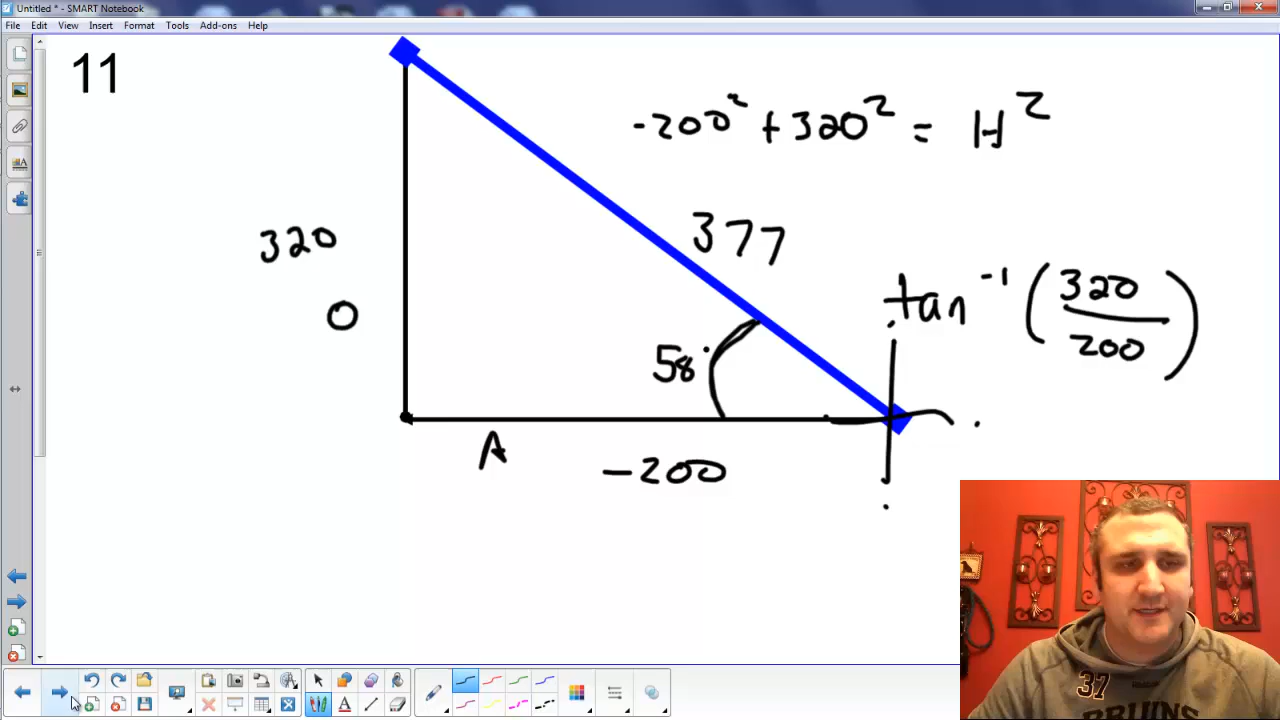 Untitled * - SMART Notebook
File Edit View Insert Format Tools Add-ons Help
11
-200² + 320² = H²
377
320
O
tan⁻¹ (320/200)
58°
A
-200
37
BRUINS